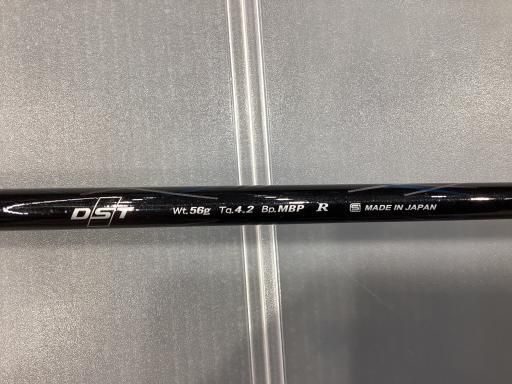 DST Wt.56g Tq.4.2 Bp.MBP R S MADE IN JAPAN